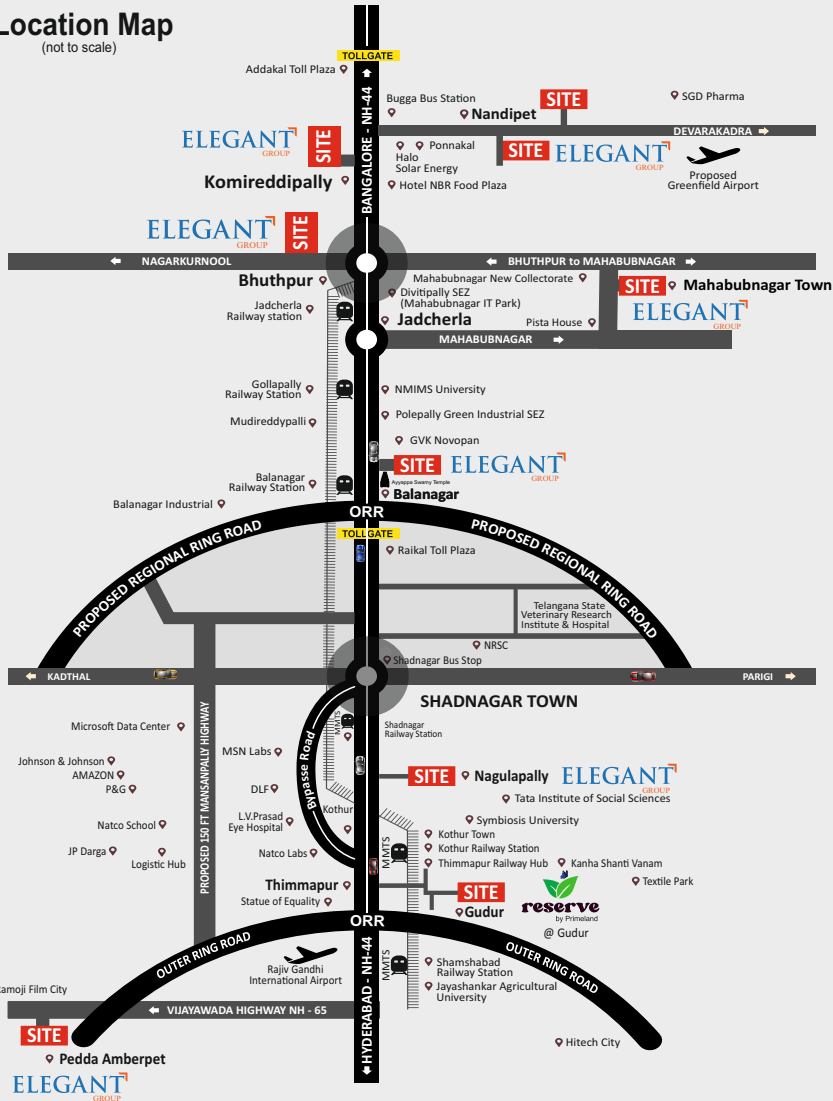 Location Map
(not to scale)
TOLLGATE
Addakal Toll Plaza
BANGALORE - NH-44
Bugga Bus Station
Nandipet
SITE
SGD Pharma
DEVARAKADRA
ELEGANT
GROUP
SITE
Ponnakal
Halo
Solar Energy
SITE
ELEGANT
GROUP
Proposed
Greenfield Airport
Komireddipally
Hotel NBR Food Plaza
ELEGANT
GROUP
SITE
NAGARKURNOOL
BHUTHPUR to MAHABUBNAGAR
Bhuthpur
Mahabubnagar New Collectorate
Divitipally SEZ
(Mahabubnagar IT Park)
SITE
Mahabubnagar Town
ELEGANT
GROUP
Jadcherla
Railway station
Jadcherla
Pista House
MAHABUBNAGAR
Gollapally
Railway Station
NMIMS University
Mudireddypalli
Polepally Green Industrial SEZ
GVK Novopan
SITE
ELEGANT
GROUP
Balanagar
Railway Station
Ayyappa Swamy Temple
Balanagar
Balanagar Industrial
ORR
PROPOSED REGIONAL RING ROAD
PROPOSED REGIONAL RING ROAD
TOLLGATE
Raikal Toll Plaza
Telangana State
Veterinary Research
Institute & Hospital
NRSC
Shadnagar Bus Stop
KADTHAL
PARIGI
SHADNAGAR TOWN
PROPOSED 150 FT MANSANPALLY HIGHWAY
Microsoft Data Center
MMTS
Shadnagar
Railway Station
MSN Labs
Bypasse Road
Johnson & Johnson
AMAZON
P&G
DLF
SITE
Nagulapally
ELEGANT
GROUP
Tata Institute of Social Sciences
Kothur
L.V.Prasad
Eye Hospital
Symbiosis University
Natco School
Kothur Town
Kothur Railway Station
Thimmapur Railway Hub
Kanha Shanti Vanam
MMTS
JP Darga
Logistic Hub
Natco Labs
Textile Park
Thimmapur
Statue of Equality
SITE
Gudur
reserve
by Primeland
@ Gudur
ORR
OUTER RING ROAD
OUTER RING ROAD
Rajiv Gandhi
International Airport
HYDERABAD - NH-44
MMTS
Shamshabad
Railway Station
Jayashankar Agricultural
University
amoji Film City
VIJAYAWADA HIGHWAY NH - 65
SITE
Pedda Amberpet
ELEGANT
GROUP
Hitech City